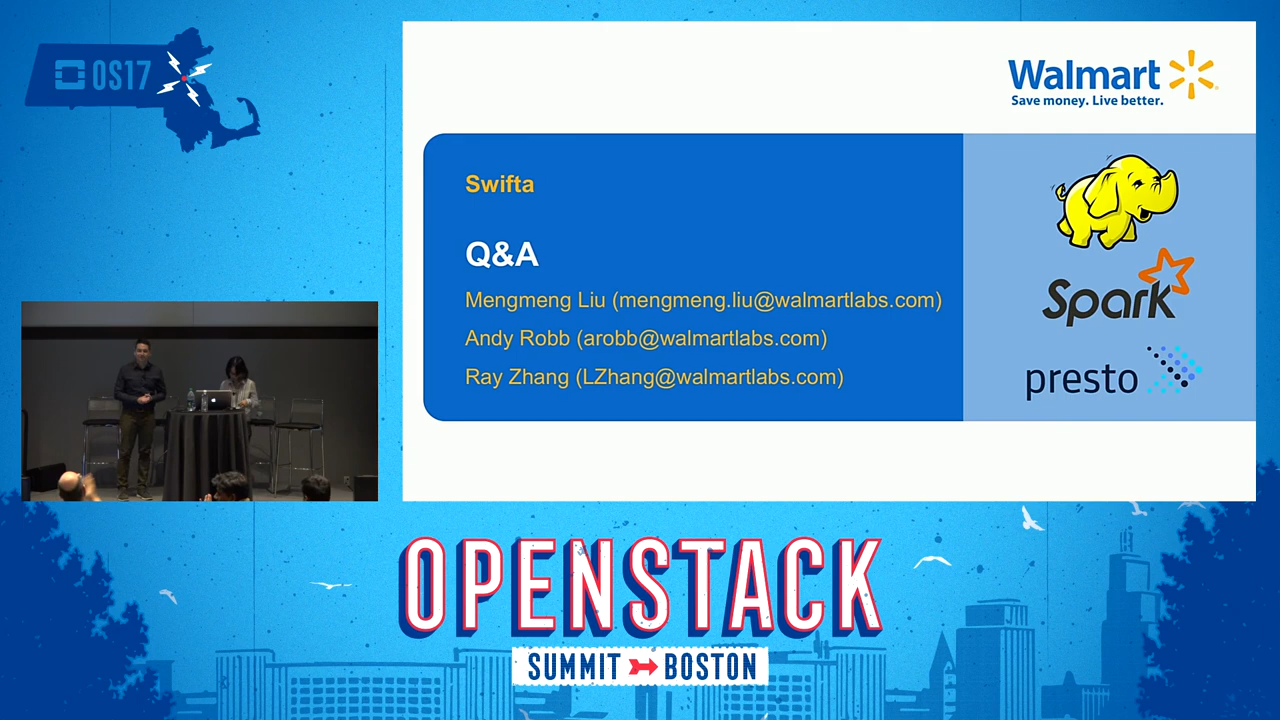 OS17
Walmart
Save money. Live better.
Swifta
Q&A
Mengmeng Liu (mengmeng.liu@walmartlabs.com)
Andy Robb (arobb@walmartlabs.com)
Ray Zhang (LZhang@walmartlabs.com)
Spark
presto
OPENSTACK
SUMMIT BOSTON